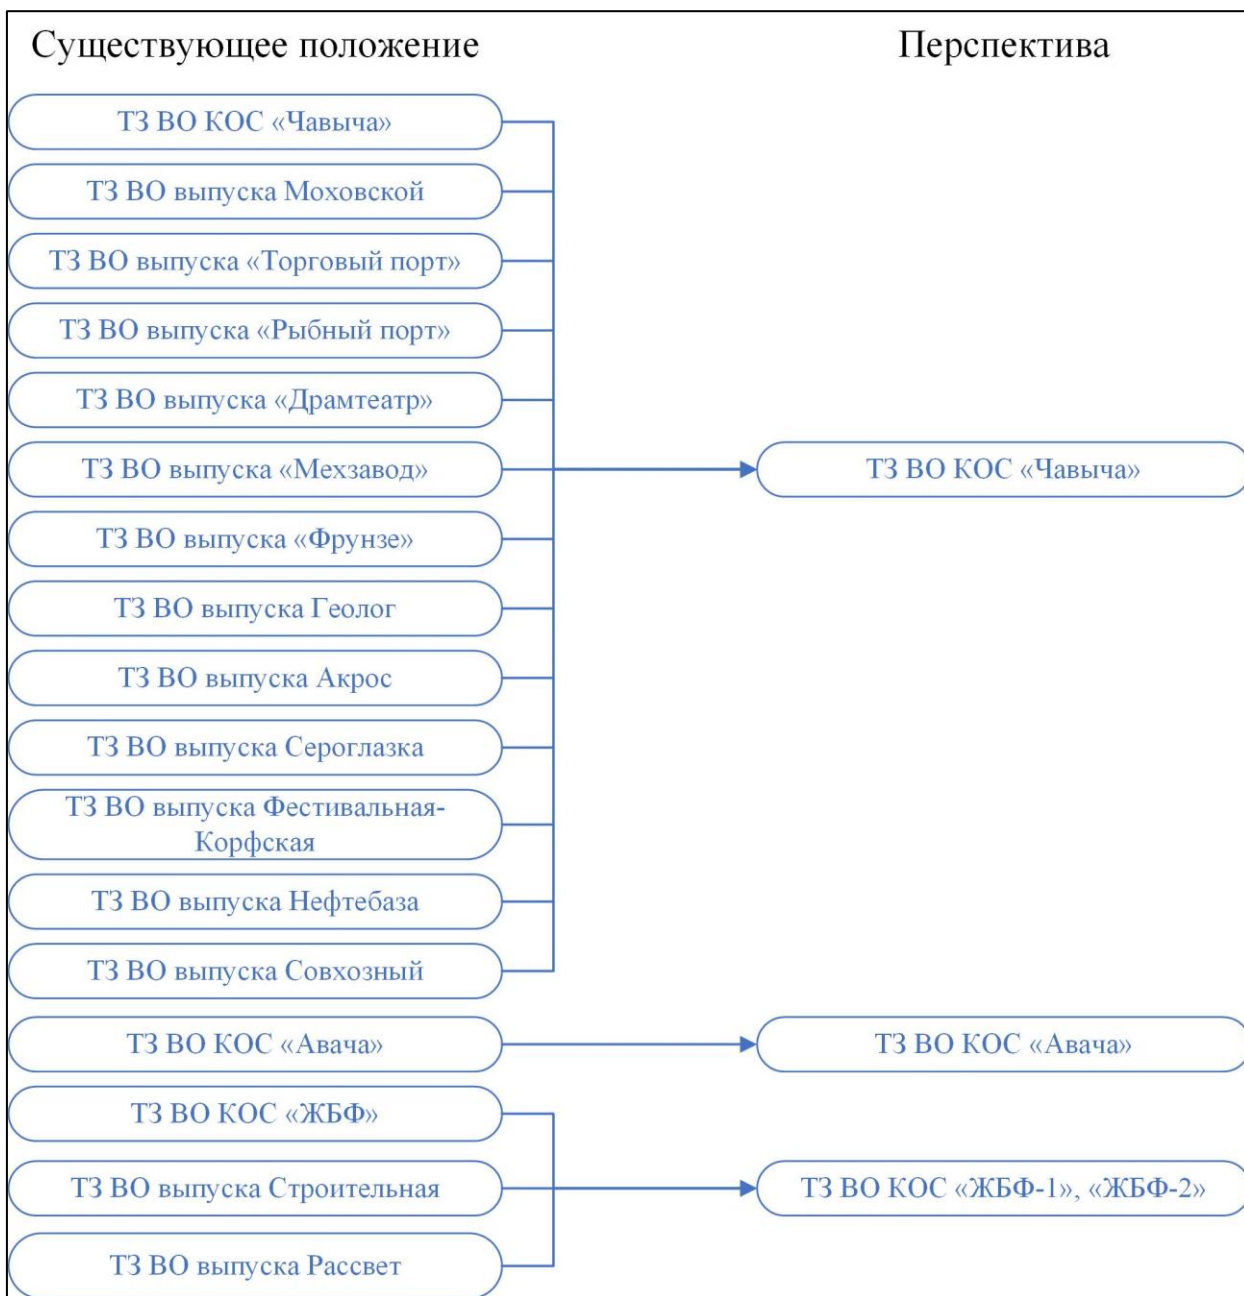 Существующее положение
Перспектива
ТЗ ВО КОС «Чавыча»
ТЗ ВО выпуска Моховской
ТЗ ВО выпуска «Торговый порт»
ТЗ ВО выпуска «Рыбный порт»
ТЗ ВО выпуска «Драмтеатр»
ТЗ ВО выпуска «Мехзавод»
ТЗ ВО КОС «Чавыча»
ТЗ ВО выпуска «Фрунзе»
ТЗ ВО выпуска Геолог
ТЗ ВО выпуска Акрос
ТЗ ВО выпуска Сероглазка
ТЗ ВО выпуска Фестивальная-
Корфская
ТЗ ВО выпуска Нефтебаза
ТЗ ВО выпуска Совхозный
ТЗ ВО КОС «Авача»
ТЗ ВО КОС «Авача»
ТЗ ВО КОС «ЖБФ»
ТЗ ВО выпуска Строительная
ТЗ ВО КОС «ЖБФ-1», «ЖБФ-2»
ТЗ ВО выпуска Рассвет